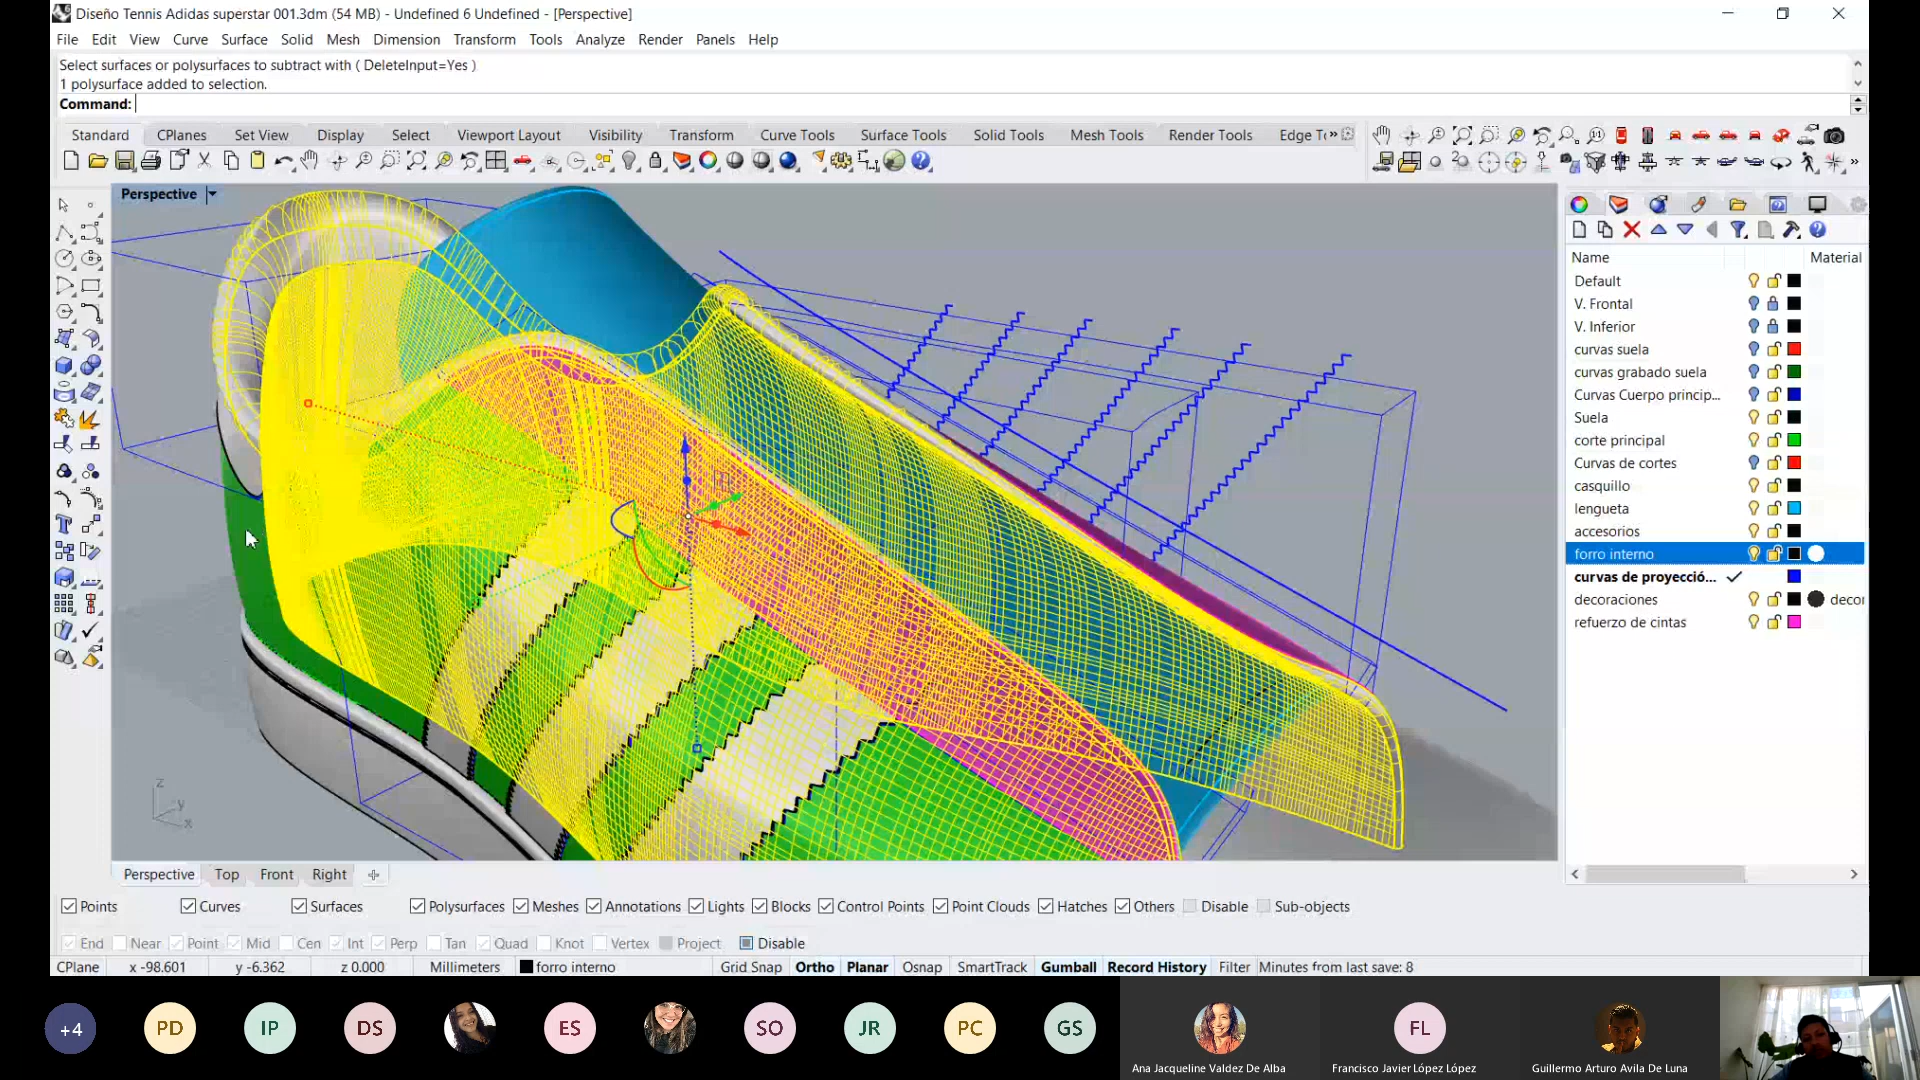 Diseño Tennis Adidas superstar 001.3dm (54 MB) - Undefined 6 Undefined - [Perspective]
File Edit View Curve Surface Solid Mesh Dimension Transform Tools Analyze Render Panels Help
Select surfaces or polysurfaces to subtract with ( DeleteInput=Yes )
1 polysurface added to selection.
Command:
Standard CPlanes Set View Display Select Viewport Layout Visibility Transform Curve Tools Surface Tools Solid Tools Mesh Tools Render Tools Edge To
Perspective
Name Material
Default
V. Frontal
V. Inferior
curvas suela
curvas grabado suela
Curvas Cuerpo princip...
Suela
corte principal
Curvas de cortes
casquillo
lengueta
accesorios
forro interno
curvas de proyecció...
decoraciones decor
refuerzo de cintas
z
y
x
Perspective Top Front Right
Points Curves Surfaces Polysurfaces Meshes Annotations Lights Blocks Control Points Point Clouds Hatches Others Disable Sub-objects
End Near Point Mid Cen Int Perp Tan Quad Knot Vertex Project Disable
CPlane x -98.601 y -6.362 z 0.000 Millimeters forro interno Grid Snap Ortho Planar Osnap SmartTrack Gumball Record History Filter Minutes from last save: 8
+4 PD IP DS ES SO JR PC GS FL
Ana Jacqueline Valdez De Alba Francisco Javier López López Guillermo Arturo Avila De Luna